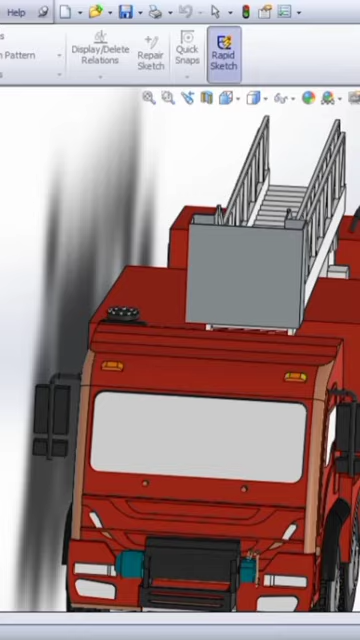 Help
s
n Pattern
s
Display/Delete
Relations
Repair
Sketch
Quick
Snaps
Rapid
Sketch